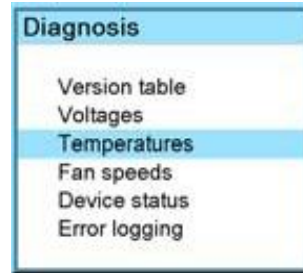 Diagnosis
Version table
Voltages
Temperatures
Fan speeds
Device status
Error logging